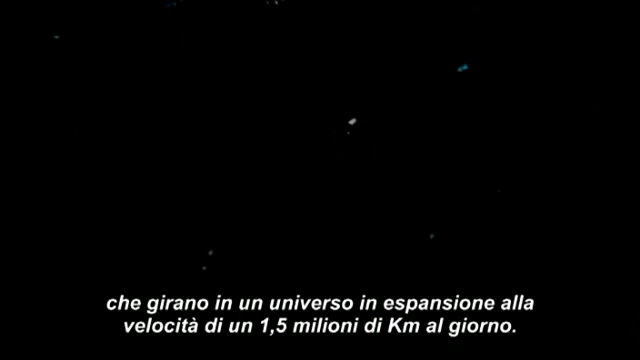 che girano in un universo in espansione alla
velocità di un 1,5 milioni di Km al giorno.